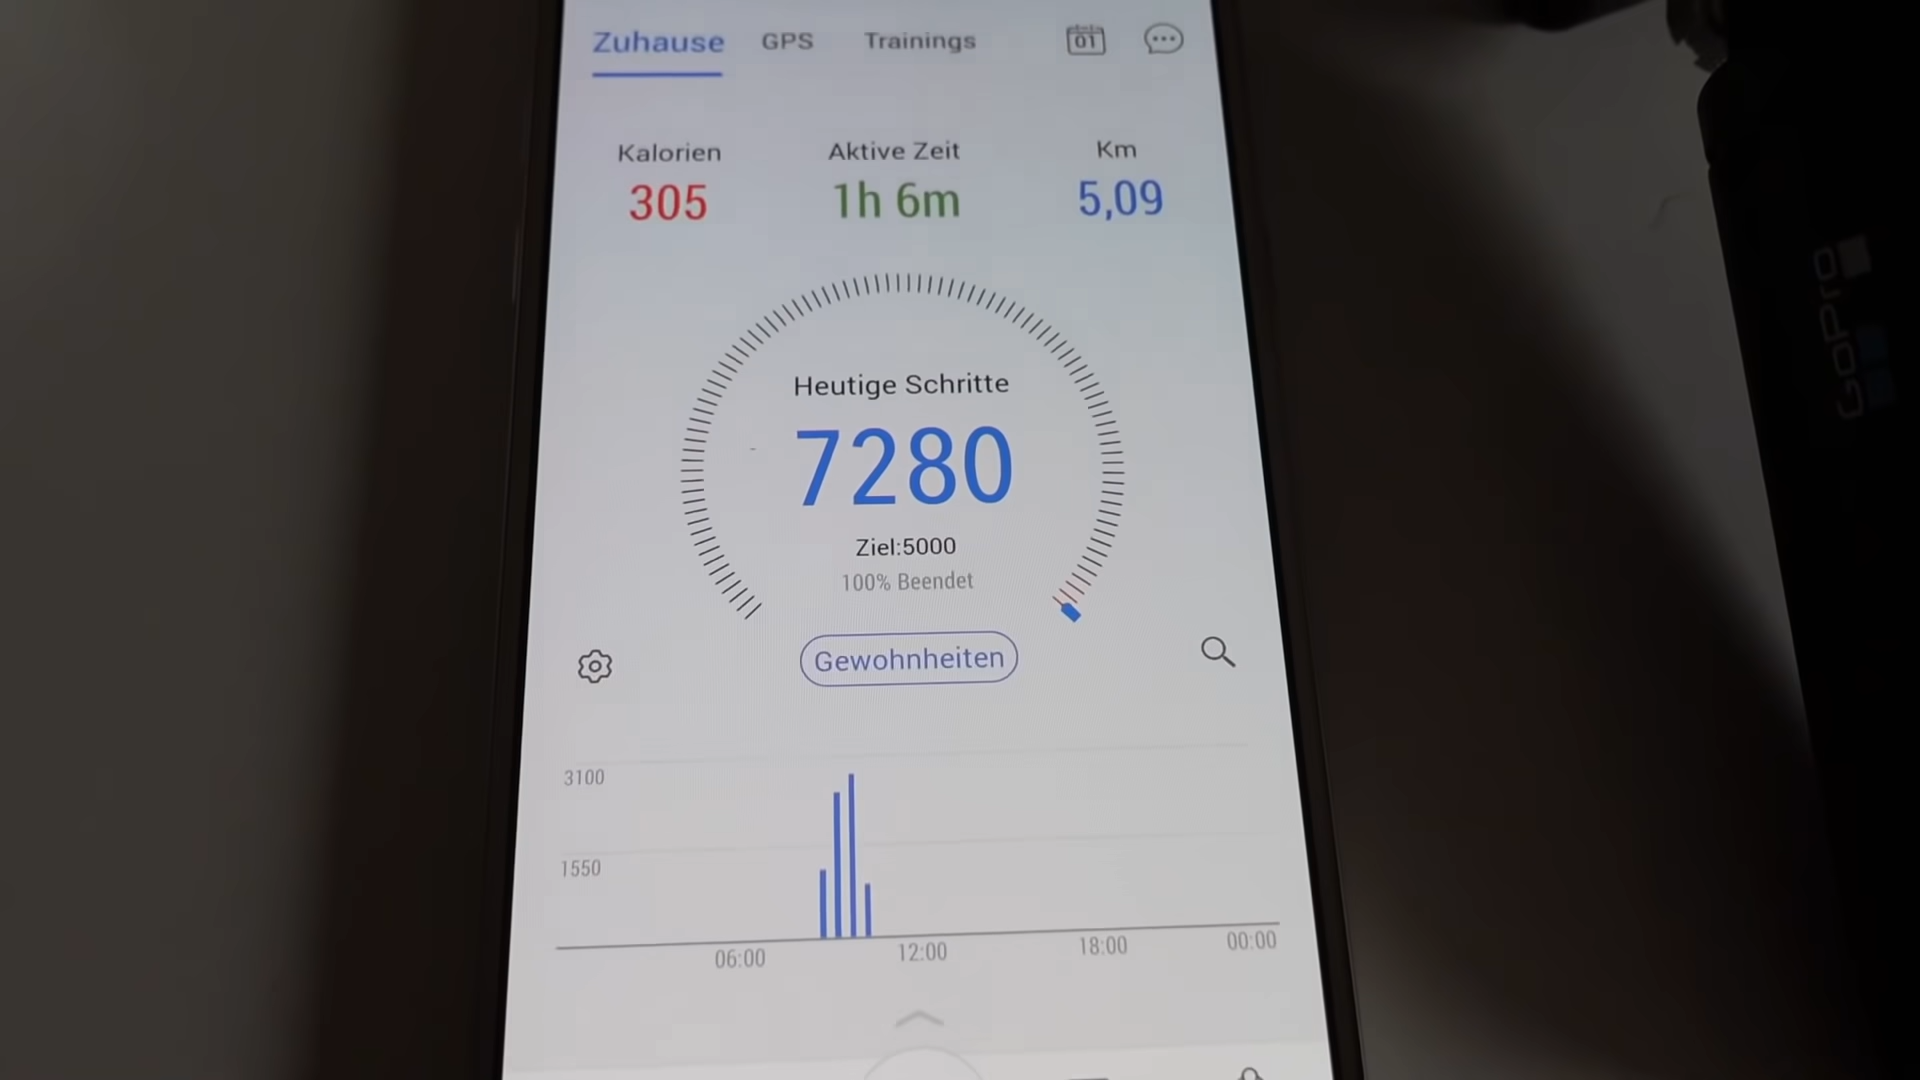 Zuhause GPS Trainings 01
Kalorien Aktive Zeit Km
305 1h 6m 5,09
Heutige Schritte
7280
Ziel:5000
100% Beendet
Gewohnheiten
3100
1550
06:00 12:00 18:00 00:00
GoPro